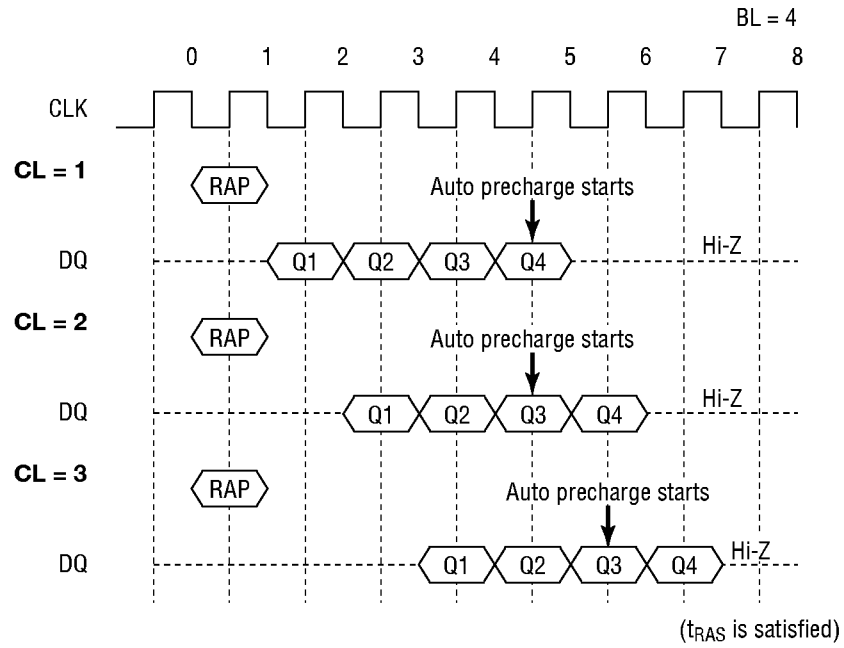 BL = 4
0 1 2 3 4 5 6 7 8
CLK
CL = 1
RAP
Auto precharge starts
DQ Q1 Q2 Q3 Q4 Hi-Z
CL = 2
RAP
Auto precharge starts
DQ Q1 Q2 Q3 Q4 Hi-Z
CL = 3
RAP
Auto precharge starts
DQ Q1 Q2 Q3 Q4 Hi-Z
(tRAS is satisfied)